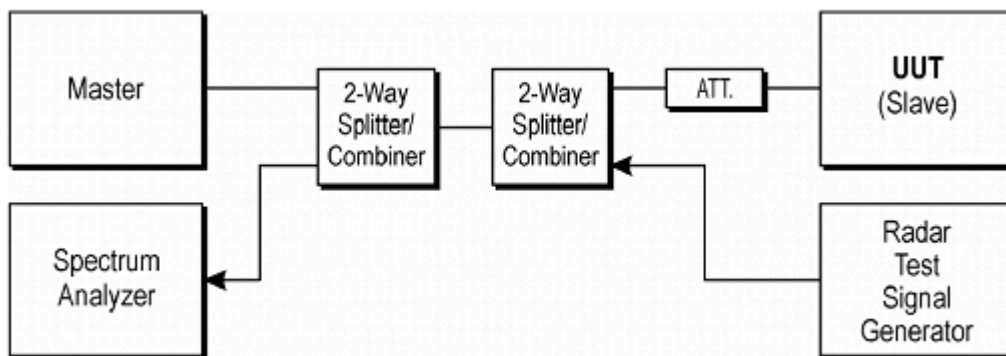 Master
2-Way
Splitter/
Combiner
2-Way
Splitter/
Combiner
ATT.
UUT
(Slave)
Spectrum
Analyzer
Radar
Test
Signal
Generator